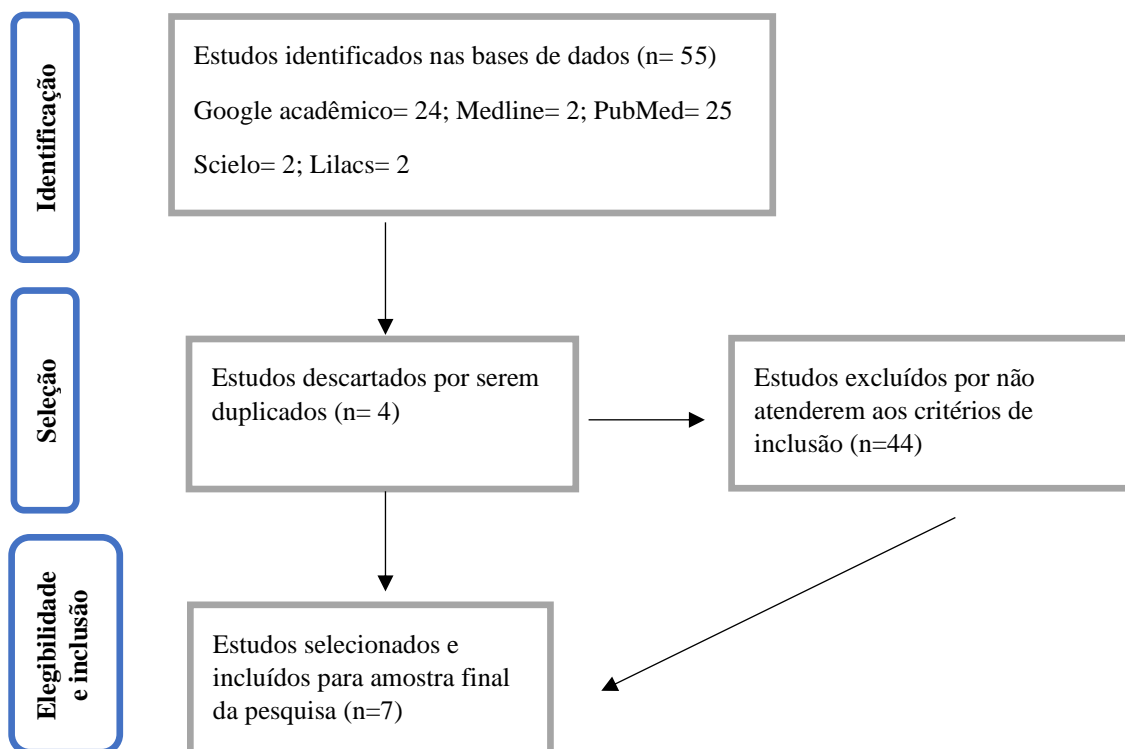 Identificação
Estudos identificados nas bases de dados (n= 55)
Google acadêmico= 24; Medline= 2; PubMed= 25
Scielo= 2; Lilacs= 2
Seleção
Estudos descartados por serem
duplicados (n= 4)
Estudos excluídos por não
atenderem aos critérios de
inclusão (n=44)
Elegibilidade
e inclusão
Estudos selecionados e
incluídos para amostra final
da pesquisa (n=7)